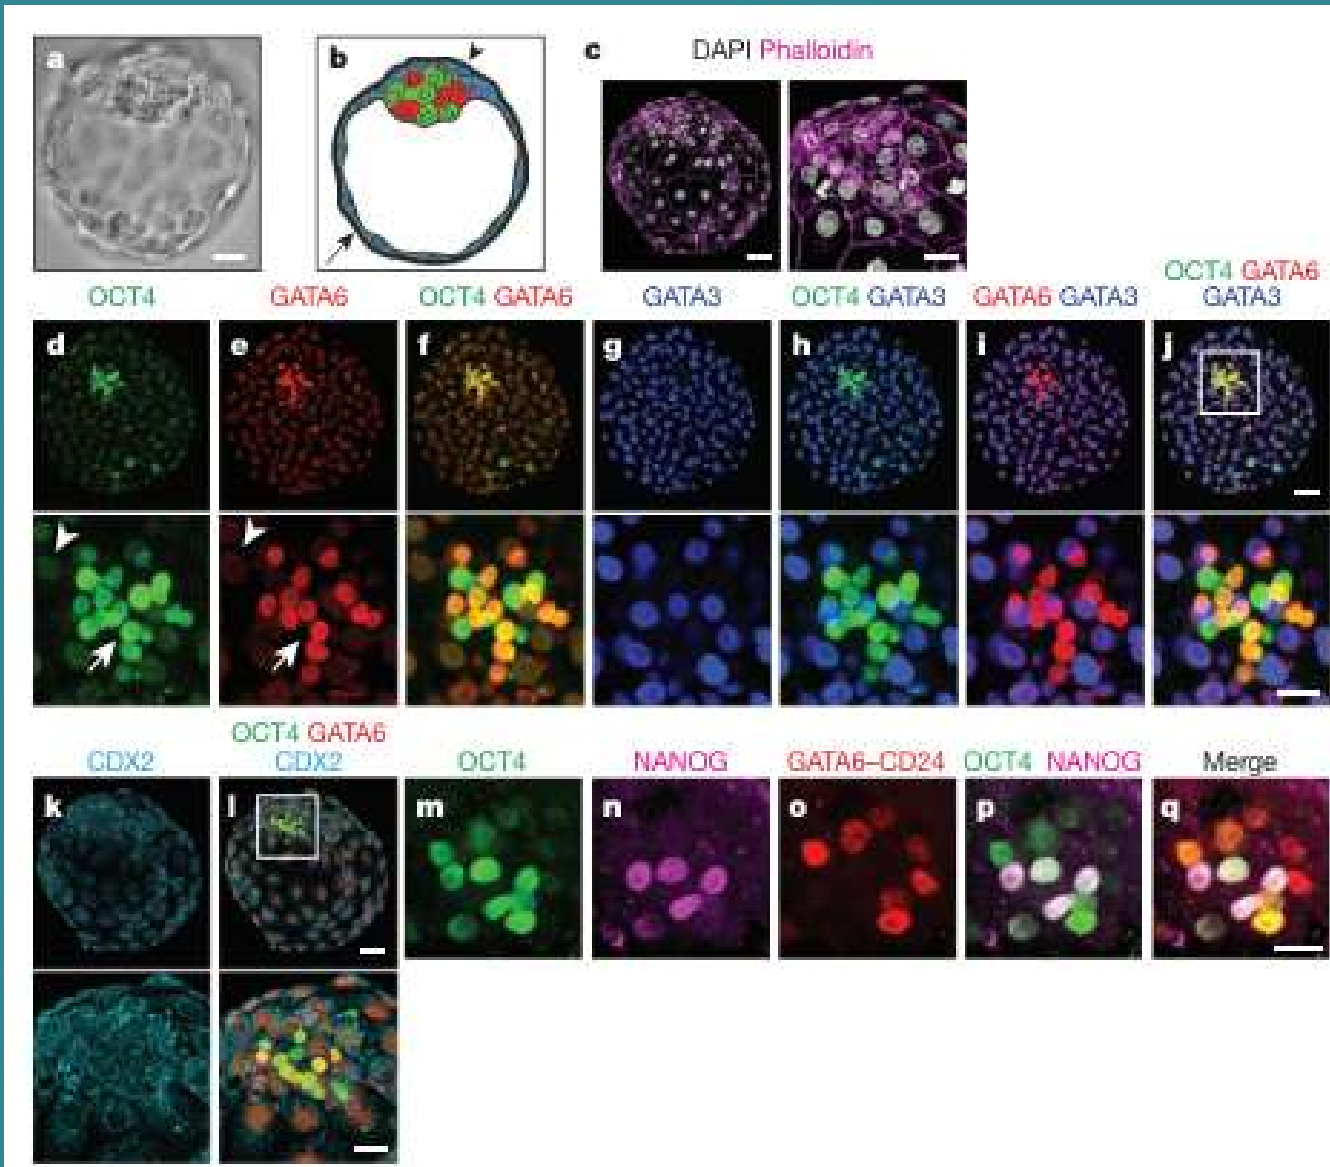 a
b
c
DAPI Phalloidin
OCT4
GATA6
OCT4 GATA6
GATA3
OCT4 GATA3
GATA6 GATA3
OCT4 GATA6
GATA3
d
e
f
g
h
i
j
CDX2
OCT4 GATA6
CDX2
OCT4
NANOG
GATA6–CD24
OCT4 NANOG
Merge
k
l
m
n
o
p
q